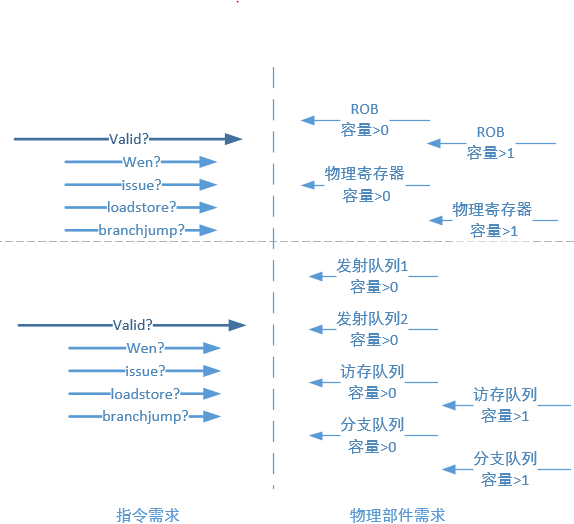 Valid?
Wen?
issue?
loadstore?
branchjump?
Valid?
Wen?
issue?
loadstore?
branchjump?
指令需求
ROB
容量>0
ROB
容量>1
物理寄存器
容量>0
物理寄存器
容量>1
发射队列1
容量>0
发射队列2
容量>0
访存队列
容量>0
访存队列
容量>1
分支队列
容量>0
分支队列
容量>1
物理部件需求